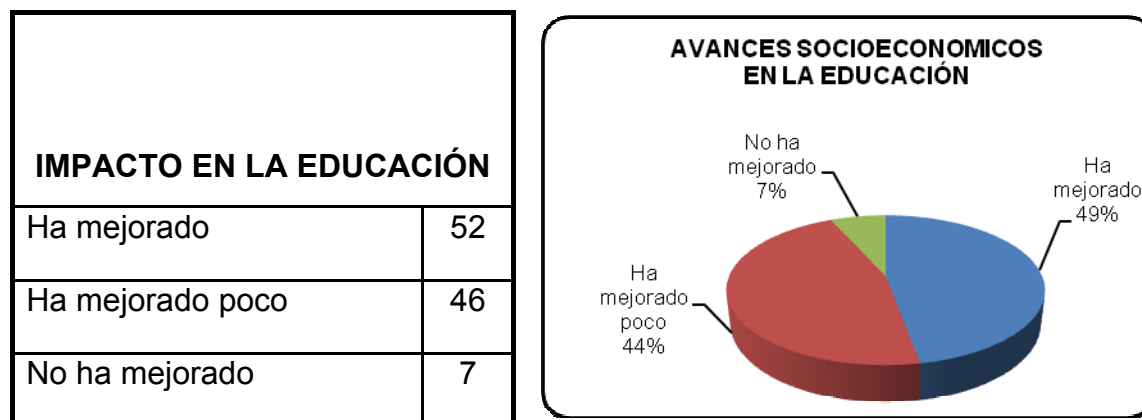 IMPACTO EN LA EDUCACIÓN
Ha mejorado 52
Ha mejorado poco 46
No ha mejorado 7
AVANCES SOCIOECONOMICOS
EN LA EDUCACIÓN
No ha
mejorado
7%
Ha
mejorado
49%
Ha
mejorado
poco
44%